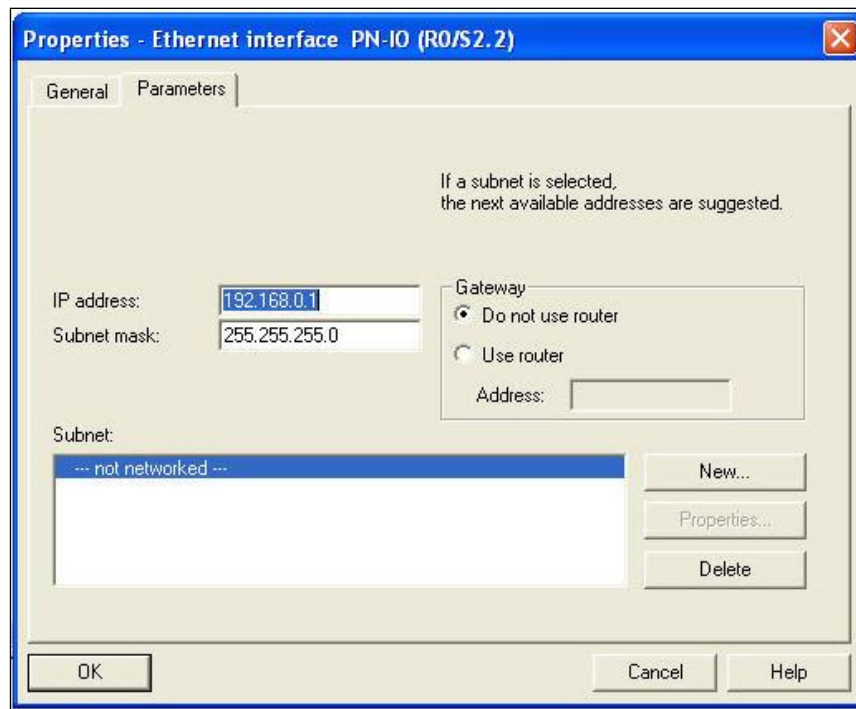 Properties - Ethernet interface PN-IO (R0/S2.2)
General
Parameters
If a subnet is selected,
the next available addresses are suggested.
IP address:
192.168.0.1
Subnet mask:
255.255.255.0
Gateway
Do not use router
Use router
Address:
Subnet:
--- not networked ---
New...
Properties...
Delete
OK
Cancel
Help